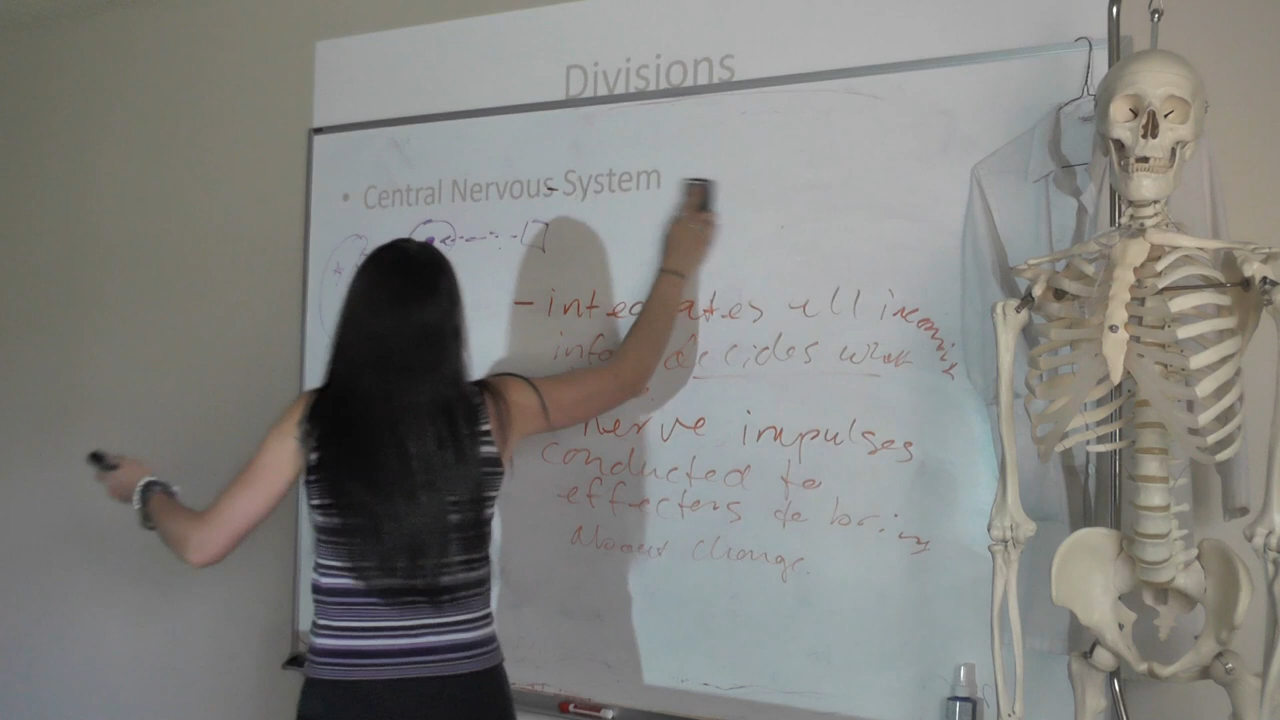 Divisions
• Central Nervous System
- integrates all incoming
info decides what
nerve impulses
conducted to
effectors to bring
about change.